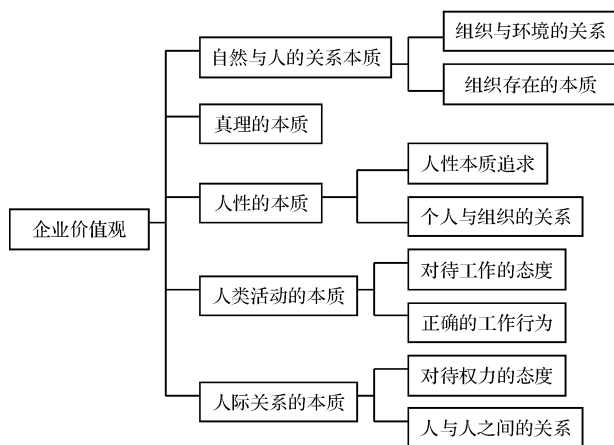 企业价值观
自然与人的关系本质
组织与环境的关系
组织存在的本质
真理的本质
人性的本质
人性本质追求
个人与组织的关系
人类活动的本质
对待工作的态度
正确的工作行为
人际关系的本质
对待权力的态度
人与人之间的关系